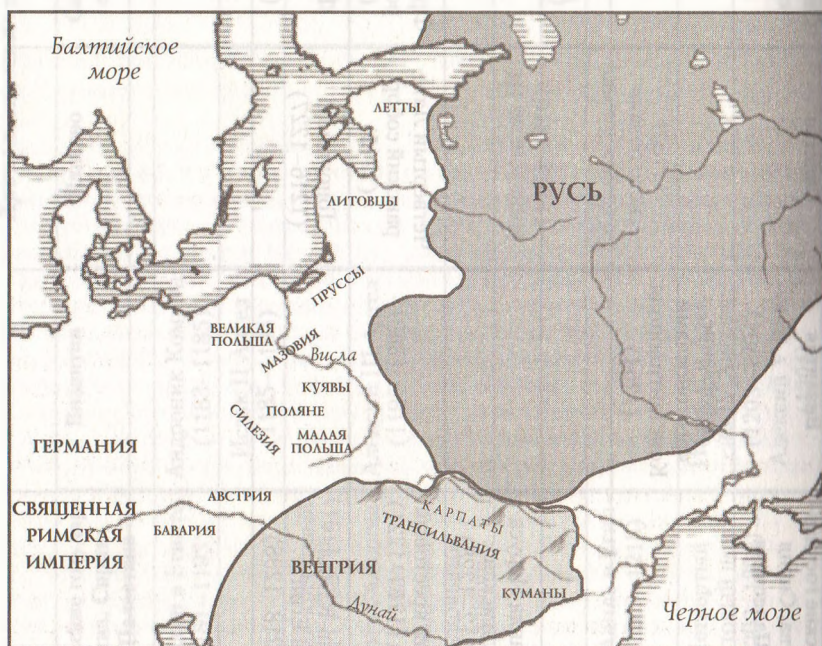 Балтийское
море
ЛЕТТЫ
РУСЬ
ЛИТОВЦЫ
ПРУССЫ
ВЕЛИКАЯ
ПОЛЬША
МАЗОВИЯ
Висла
КУЯВЫ
ПОЛЯНЕ
СИЛЕЗИЯ
МАЛАЯ
ПОЛЬША
ГЕРМАНИЯ
АВСТРИЯ
СВЯЩЕННАЯ
РИМСКАЯ
ИМПЕРИЯ
БАВАРИЯ
КАРПАТЫ
ТРАНСИЛЬВАНИЯ
ВЕНГРИЯ
КУМАНЫ
Дунай
Черное море